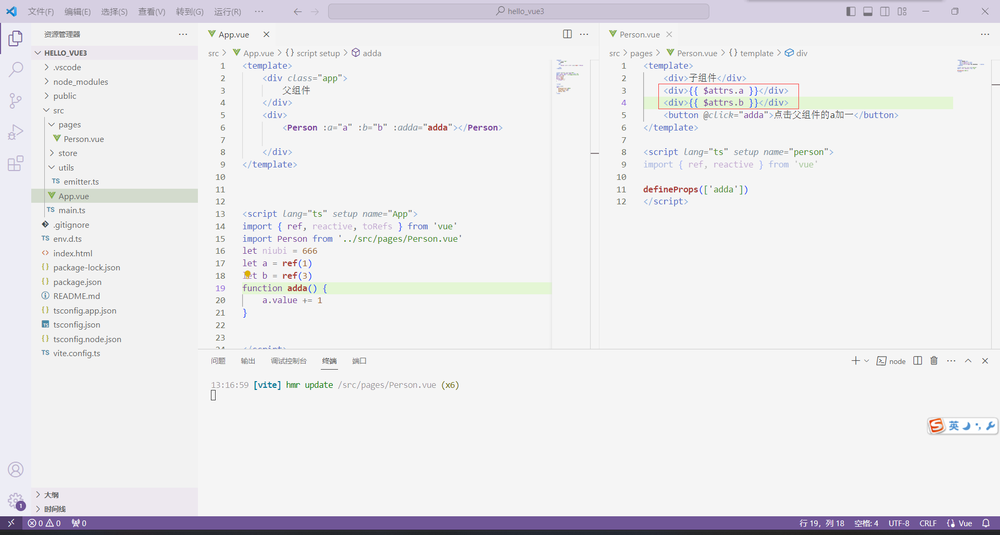 文件(F) 编辑(E) 选择(S) 查看(V) 转到(G) 运行(R) ··· hello_vue3
资源管理器 ···
HELLO_VUE3
.vscode
node_modules
public
src
pages
Person.vue
store
utils
TS emitter.ts
App.vue
TS main.ts
.gitignore
TS env.d.ts
<> index.html
{} package-lock.json
{} package.json
README.md
{} tsconfig.app.json
TS tsconfig.json
{} tsconfig.node.json
TS vite.config.ts
大纲
时间线
App.vue
src > App.vue > {} script setup > adda
1 <template>
2 <div class="app">
3 父组件
4 </div>
5 <div>
6 <Person :a="a" :b="b" :adda="adda"></Person>
7
8 </div>
9 </template>
10
11
12
13 <script lang="ts" setup name="App">
14 import { ref, reactive, toRefs } from 'vue'
15 import Person from '../src/pages/Person.vue'
16 let niubi = 666
17 let a = ref(1)
18 let b = ref(3)
19 function adda() {
20 a.value += 1
21 }
22
23
24 </script>
Person.vue
src > pages > Person.vue > {} template > div
1 <template>
2 <div>子组件</div>
3 <div>{{ $attrs.a }}</div>
4 <div>{{ $attrs.b }}</div>
5 <button @click="adda">点击父组件的a加一</button>
6 </template>
7
8 <script lang="ts" setup name="person">
9 import { ref, reactive } from 'vue'
10
11 defineProps(['adda'])
12 </script>
问题 输出 调试控制台 终端 端口 node
13:16:59 [vite] hmr update /src/pages/Person.vue (x6)
英
1
0 0 0 行 19，列 18 空格: 4 UTF-8 CRLF Vue